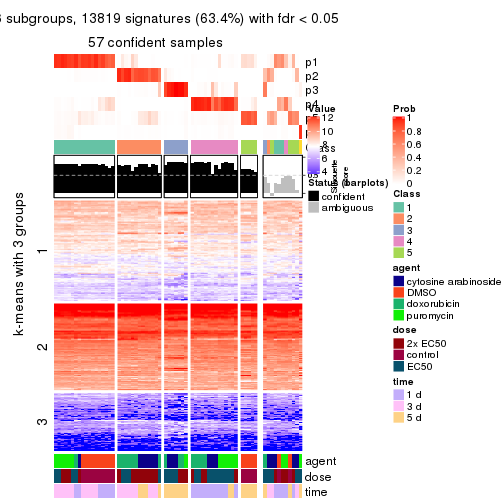 subgroups, 13819 signatures (63.4%) with fdr < 0.05
57 confident samples
p1
p2
p3
p4
Value
12
10
8
6
4
Silhouette score
Status (barplots)
confident
ambiguous
k-means with 3 groups
1
2
3
agent
dose
time
Prob
1
0.8
0.6
0.4
0.2
0
Class
1
2
3
4
5
agent
cytosine arabinoside
DMSO
doxorubicin
puromycin
dose
2x EC50
control
EC50
time
1 d
3 d
5 d